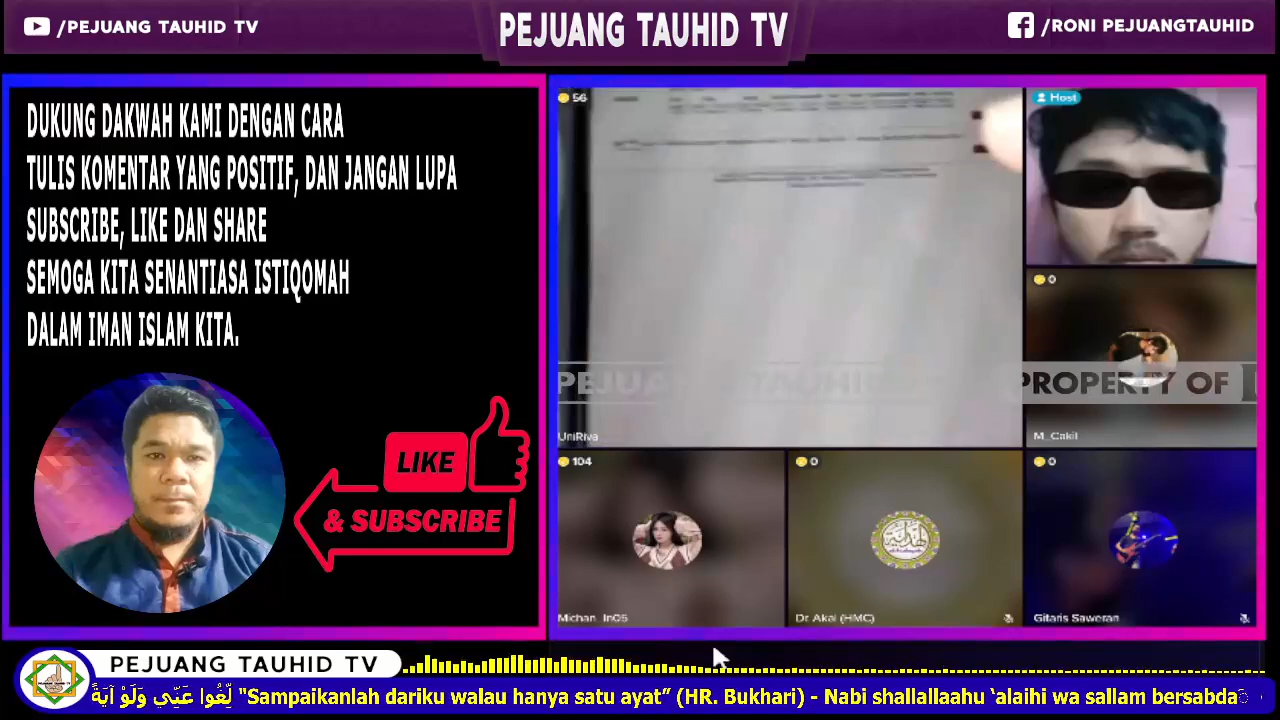 /PEJUANG TAUHID TV
PEJUANG TAUHID TV
/RONI PEJUANGTAUHID
DUKUNG DAKWAH KAMI DENGAN CARA
TULIS KOMENTAR YANG POSITIF, DAN JANGAN LUPA
SUBSCRIBE, LIKE DAN SHARE
SEMOGA KITA SENANTIASA ISTIQOMAH
DALAM IMAN ISLAM KITA.
LIKE
& SUBSCRIBE
56
Host
0
PROPERTY OF
UniRiva
M_Cakil
104
0
0
Michan_In05
Dr. Akai (HMC)
Gitaris Saweran
PEJUANG TAUHID TV
لِّغُوا عَنِّي وَلَوْ آيَةً "Sampaikanlah dariku walau hanya satu ayat” (HR. Bukhari) - Nabi shallallaahu ‘alaihi wa sallam bersabda